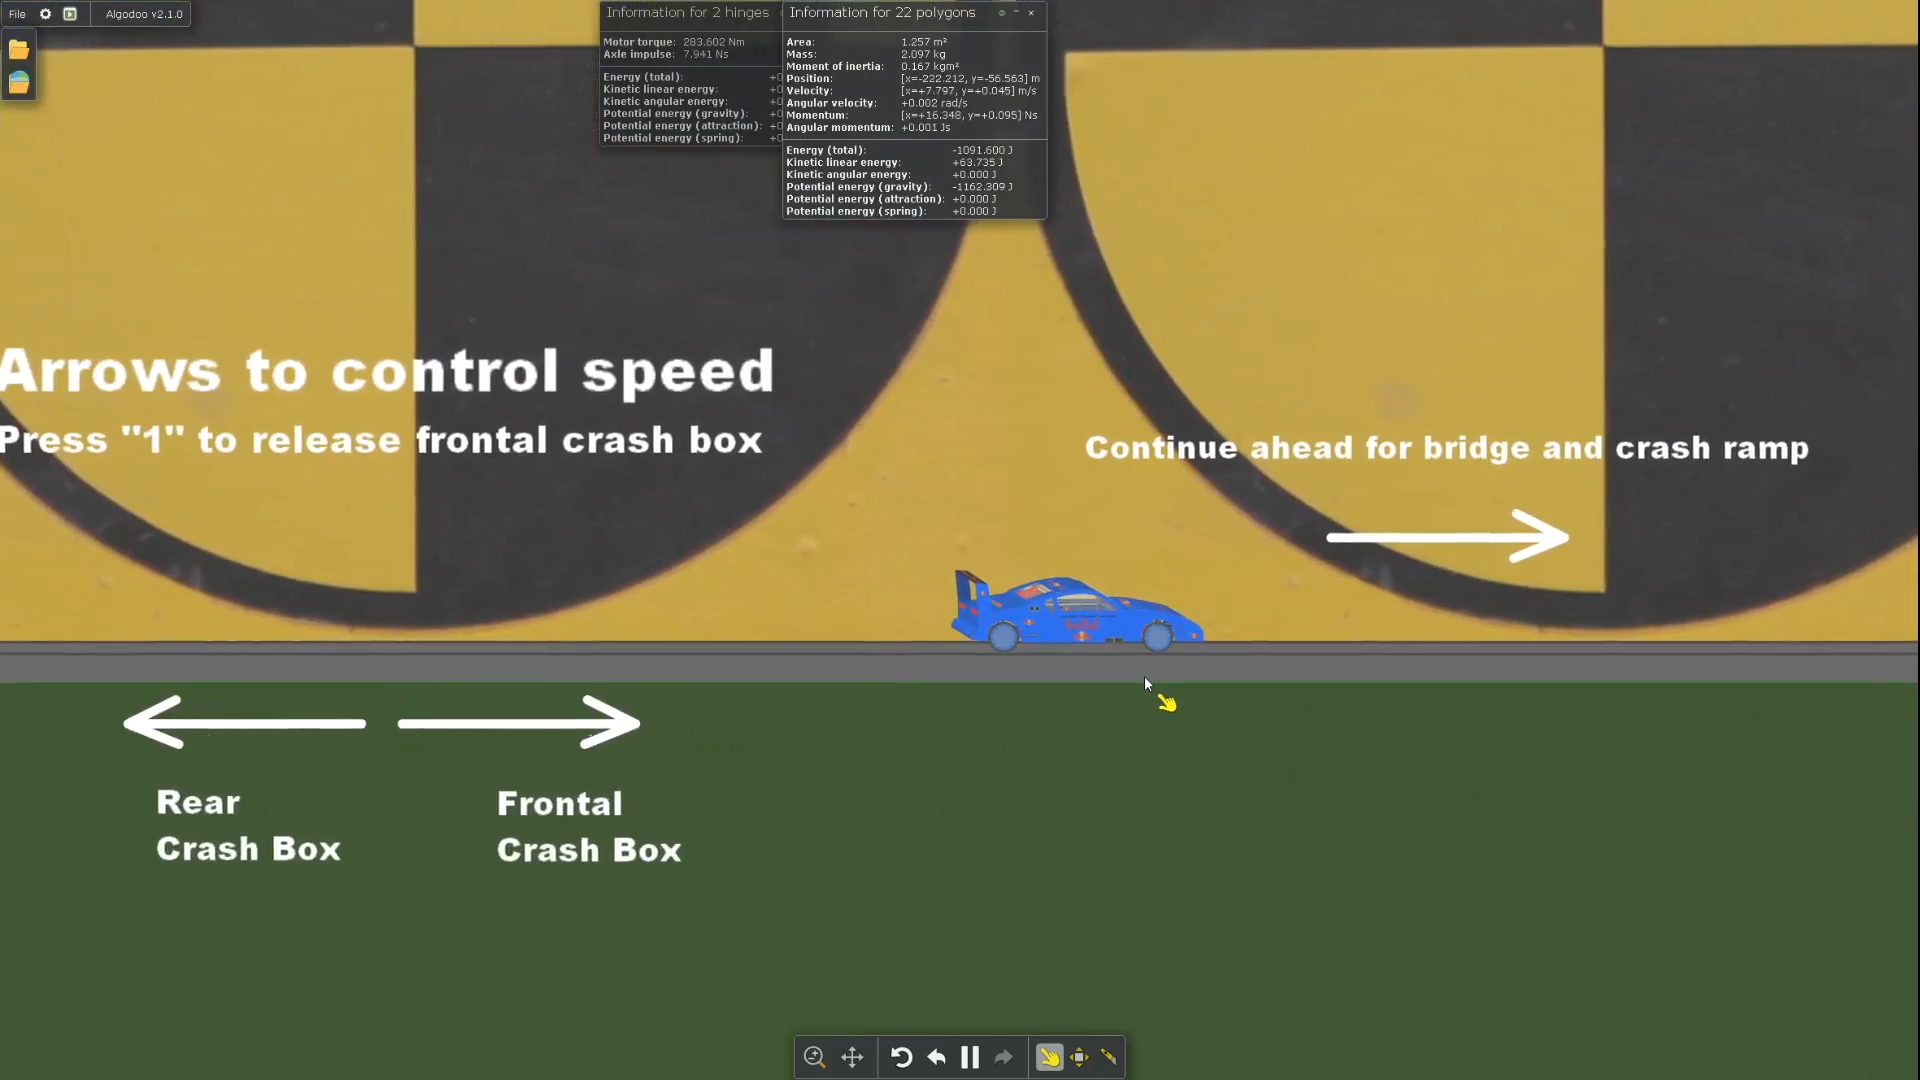 File
Algodoo v2.1.0
Information for 2 hinges
Motor torque: 283.602 Nm
Axle impulse: 7.941 Ns
Energy (total): +0
Kinetic linear energy: +0
Kinetic angular energy: +0
Potential energy (gravity): +0
Potential energy (attraction): +0
Potential energy (spring): +0
Information for 22 polygons
Area: 1.257 m²
Mass: 2.097 kg
Moment of inertia: 0.167 kgm²
Position: [x=-222.212, y=-56.563] m
Velocity: [x=+7.797, y=+0.045] m/s
Angular velocity: +0.002 rad/s
Momentum: [x=+16.348, y=+0.095] Ns
Angular momentum: +0.001 Js
Energy (total): -1091.600 J
Kinetic linear energy: +63.735 J
Kinetic angular energy: +0.000 J
Potential energy (gravity): -1162.309 J
Potential energy (attraction): +0.000 J
Potential energy (spring): +0.000 J
Arrows to control speed
Press "1" to release frontal crash box
Continue ahead for bridge and crash ramp
Rear
Crash Box
Frontal
Crash Box